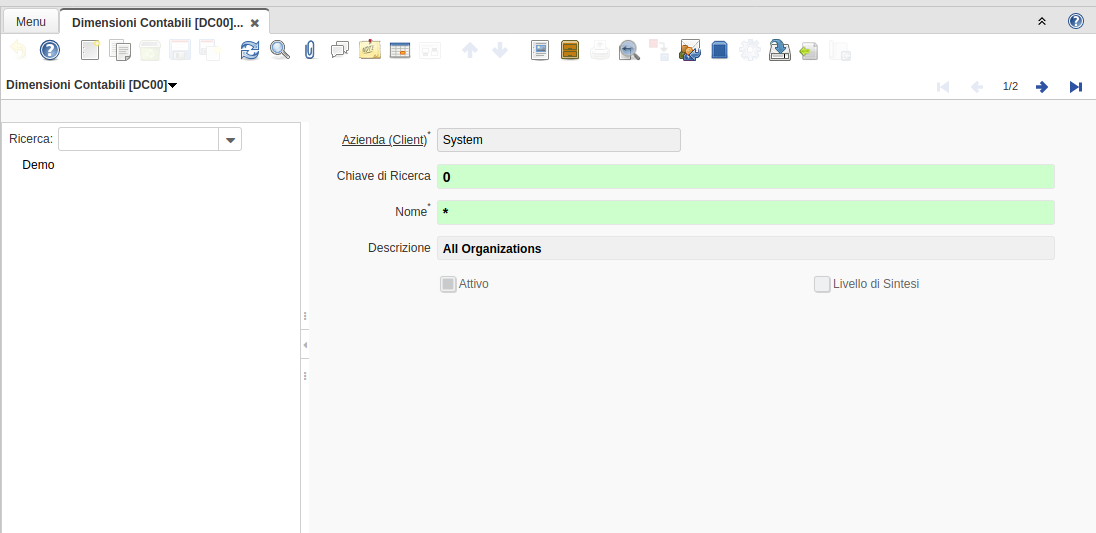 Menu
Dimensioni Contabili [DC00]...
Dimensioni Contabili [DC00]
1/2
Ricerca:
Demo
Azienda (Client)* System
Chiave di Ricerca 0
Nome* *
Descrizione All Organizations
Attivo Livello di Sintesi